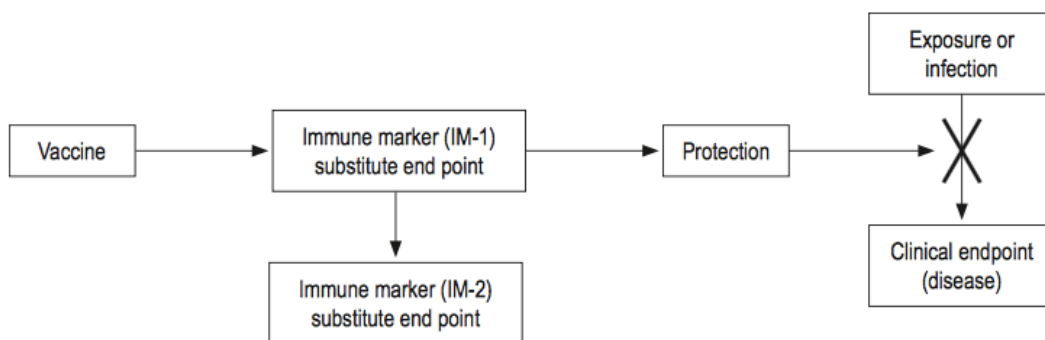 Exposure or
infection
Vaccine
Immune marker (IM-1)
substitute end point
Protection
Immune marker (IM-2)
substitute end point
Clinical endpoint
(disease)